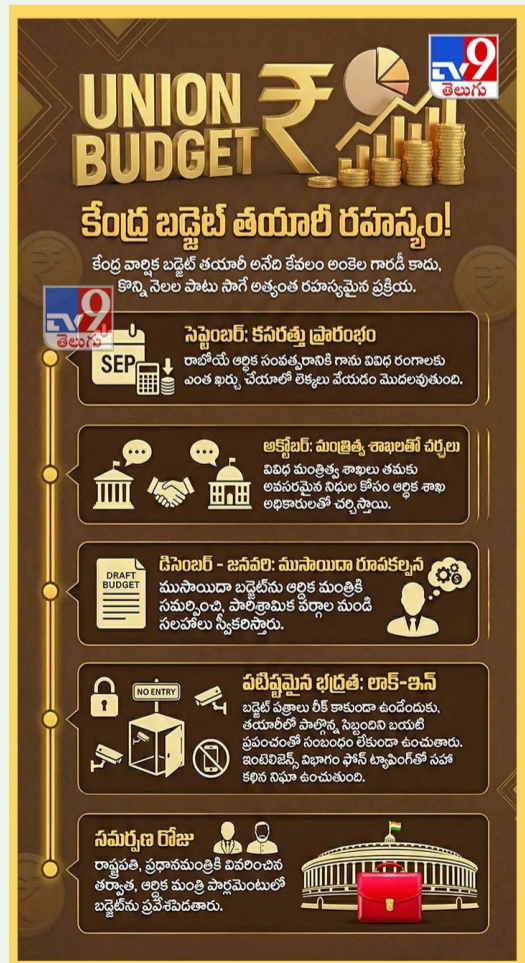 TV9
తెలుగు
UNION
BUDGET
కేంద్ర బడ్జెట్ తయారీ రహస్యం!
కేంద్ర వార్షిక బడ్జెట్ తయారీ అనేది కేవలం అంకెల గారడీ కాదు,
కొన్ని నెలల పాటు సాగే అత్యంత రహస్యమైన ప్రక్రియ.
TV9
తెలుగు
SEP
సెప్టెంబర్: కసరత్తు ప్రారంభం
రాబోయే ఆర్థిక సంవత్సరానికి గాను వివిధ రంగాలకు
ఎంత ఖర్చు చేయాలో లెక్కలు వేయడం మొదలవుతుంది.
అక్టోబర్: మంత్రిత్వ శాఖలతో చర్చలు
వివిధ మంత్రిత్వ శాఖలు తమకు
అవసరమైన నిధుల కోసం ఆర్థిక శాఖ
అధికారులతో చర్చిస్తాయి.
DRAFT
BUDGET
డిసెంబర్ - జనవరి: ముసాయిదా రూపకల్పన
ముసాయిదా బడ్జెట్‌ను ఆర్థిక మంత్రికి
సమర్పించి, పారిశ్రామిక వర్గాల మండి
సలహాలు స్వీకరిస్తారు.
NO ENTRY
పటిష్టమైన భద్రత: లాక్-ఇన్
బడ్జెట్ పత్రాలు లీక్ కాకుండా ఉండేందుకు,
తయారీలో పాల్గొన్న సిబ్బందిని బయటి
ప్రపంచంతో సంబంధం లేకుండా ఉంచుతారు.
ఇంటెలిజెన్స్ విభాగం ఫోన్ ట్యాపింగ్‌తో సహా
కఠిన నిఘా ఉంచుతుంది.
సమర్పణ రోజు
రాష్ట్రపతి, ప్రధానమంత్రికి వివరించిన
తర్వాత, ఆర్థిక మంత్రి పార్లమెంటులో
బడ్జెట్‌ను ప్రవేశపెడతారు.